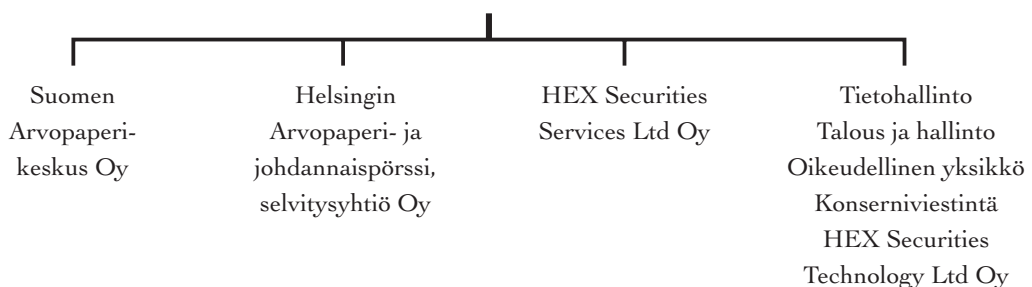 Suomen
Arvopaperi-
keskus Oy
Helsingin
Arvopaperi- ja
johdannaispörssi,
selvitysyhtiö Oy
HEX Securities
Services Ltd Oy
Tietohallinto
Talous ja hallinto
Oikeudellinen yksikkö
Konserniviestintä
HEX Securities
Technology Ltd Oy